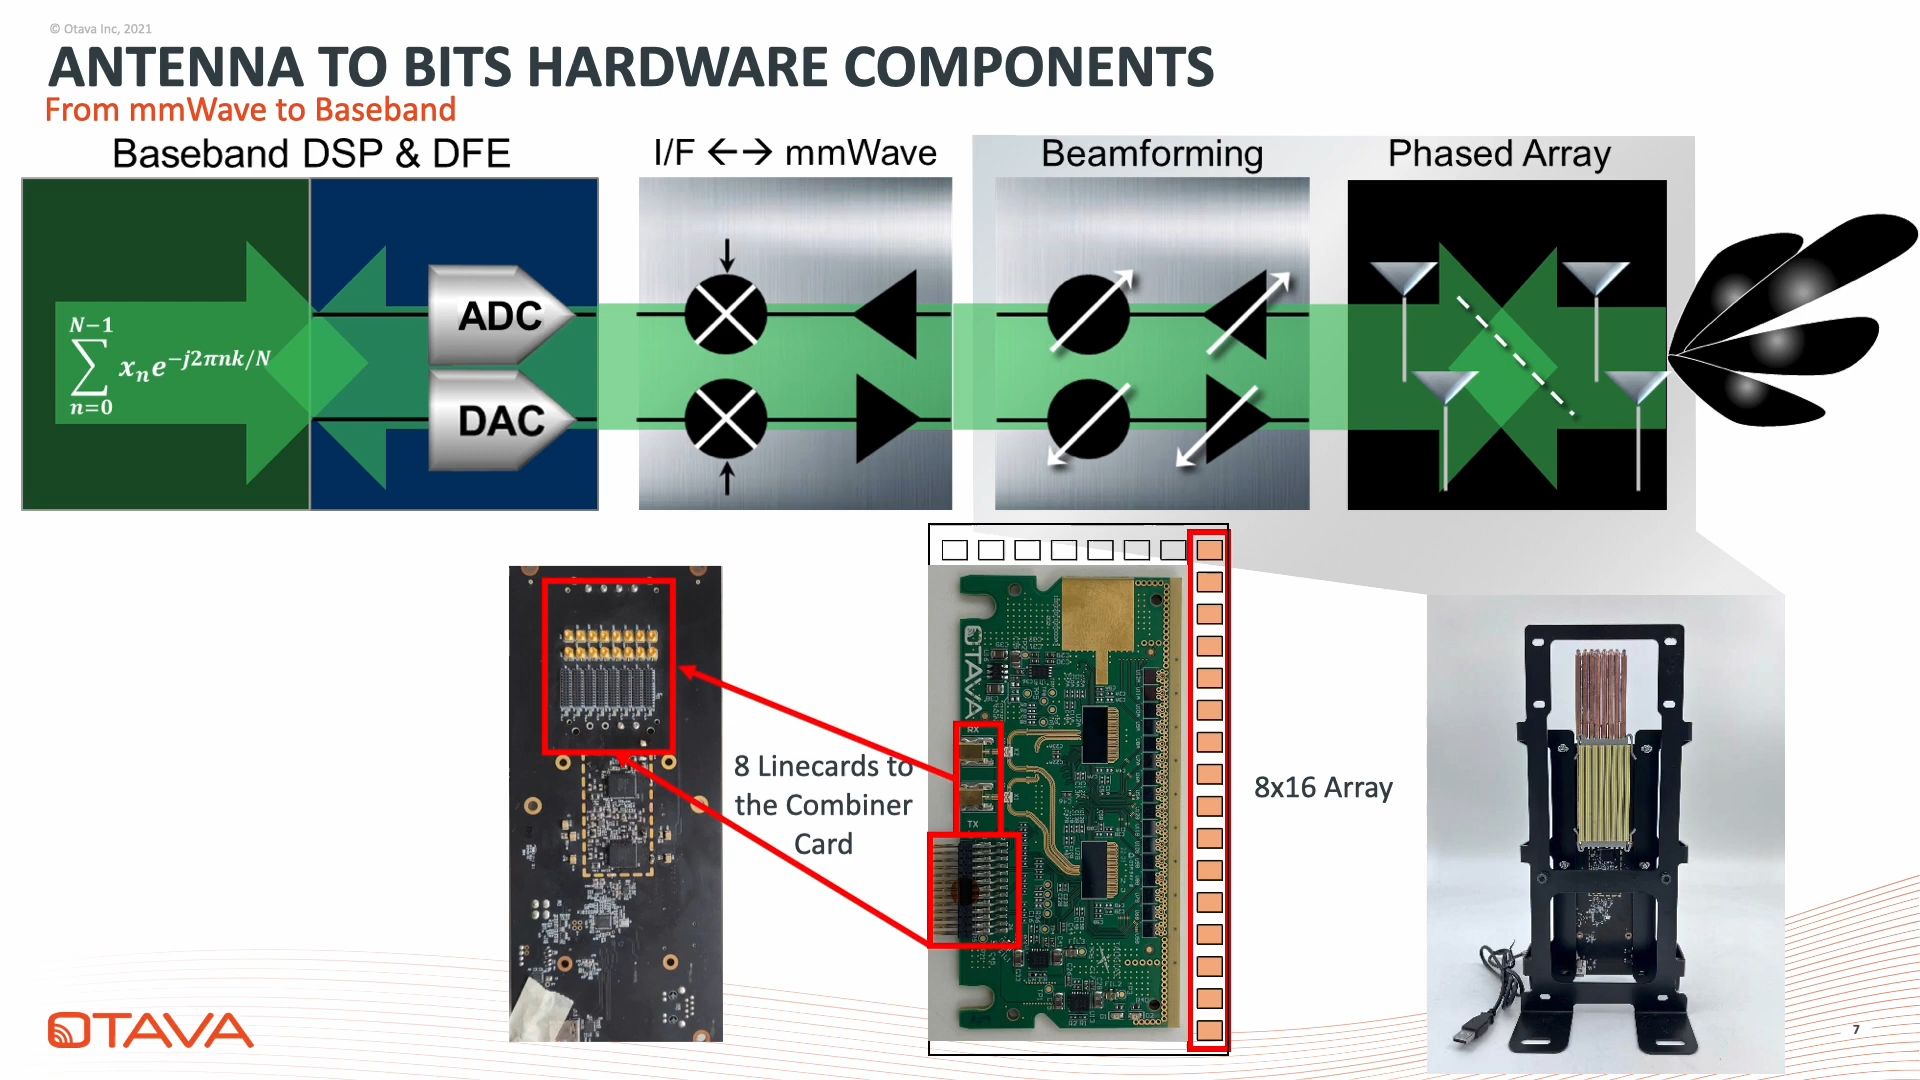 © Otava Inc, 2021
ANTENNA TO BITS HARDWARE COMPONENTS
From mmWave to Baseband
Baseband DSP & DFE
I/F ←→ mmWave
Beamforming
Phased Array
N−1
∑ xₙe^−j2πnk/N
n=0
ADC
DAC
OTAVA
RX
TX
8 Linecards to
the Combiner
Card
8x16 Array
OTAVA
7